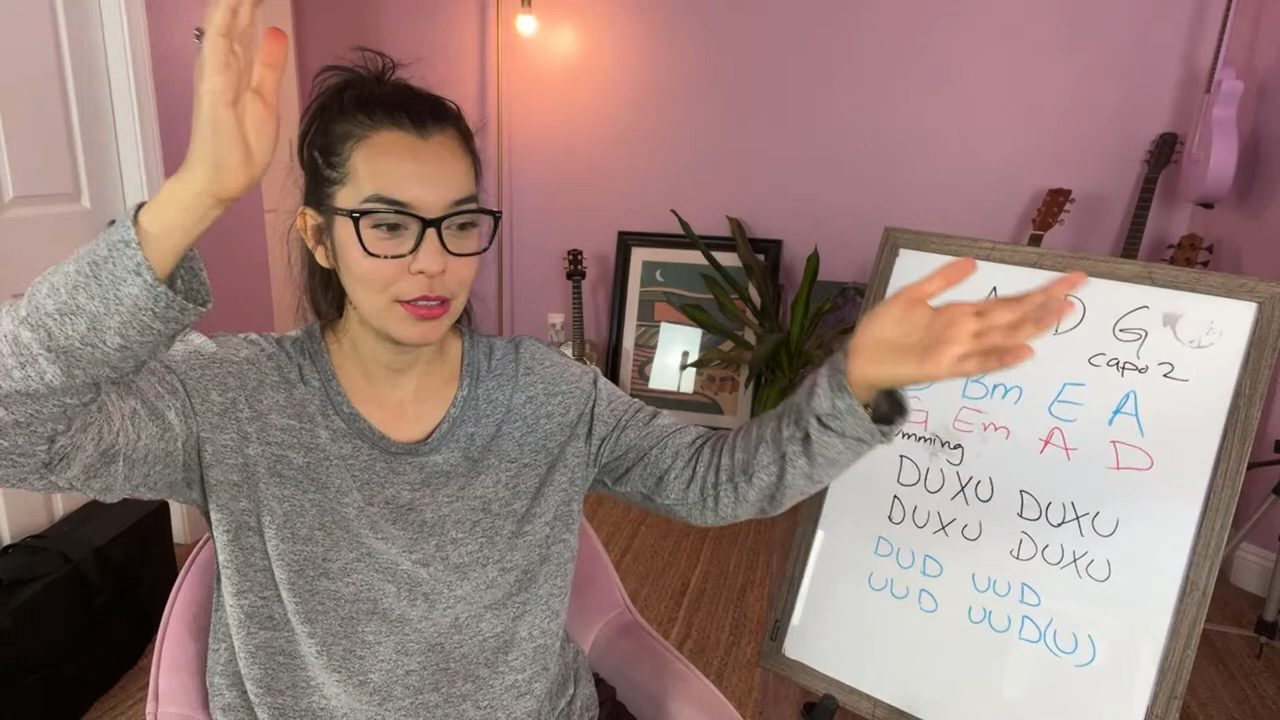 D G
capo 2
Bm E A
G Em A D
DUXU DUXU
DUXU DUXU
DUD UUD
UUD UUD(U)